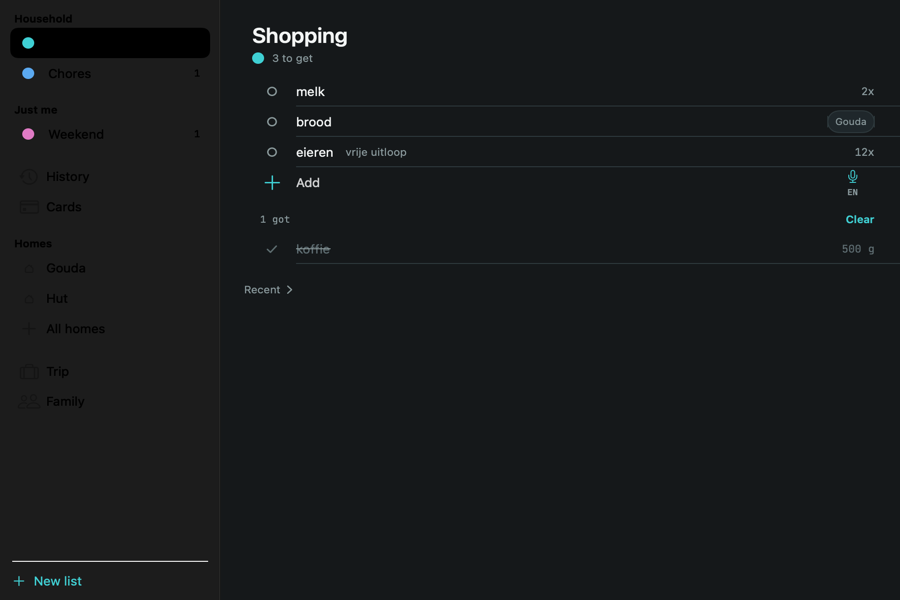 Household
Chores 1
Just me
Weekend 1
History
Cards
Homes
Gouda
Hut
All homes
Trip
Family
New list
Shopping
3 to get
melk 2x
brood Gouda
eieren vrije uitloop 12x
Add EN
1 got Clear
koffie 500 g
Recent